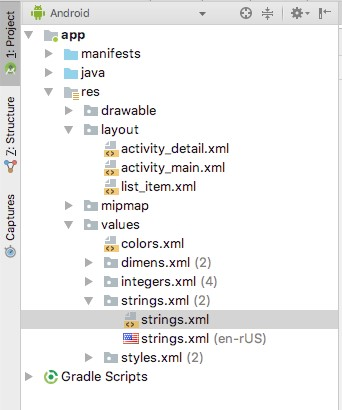 Android
1: Project
Z: Structure
Captures
app
manifests
java
res
drawable
layout
activity_detail.xml
activity_main.xml
list_item.xml
mipmap
values
colors.xml
dimens.xml (2)
integers.xml (4)
strings.xml (2)
strings.xml
strings.xml (en-rUS)
styles.xml (2)
Gradle Scripts